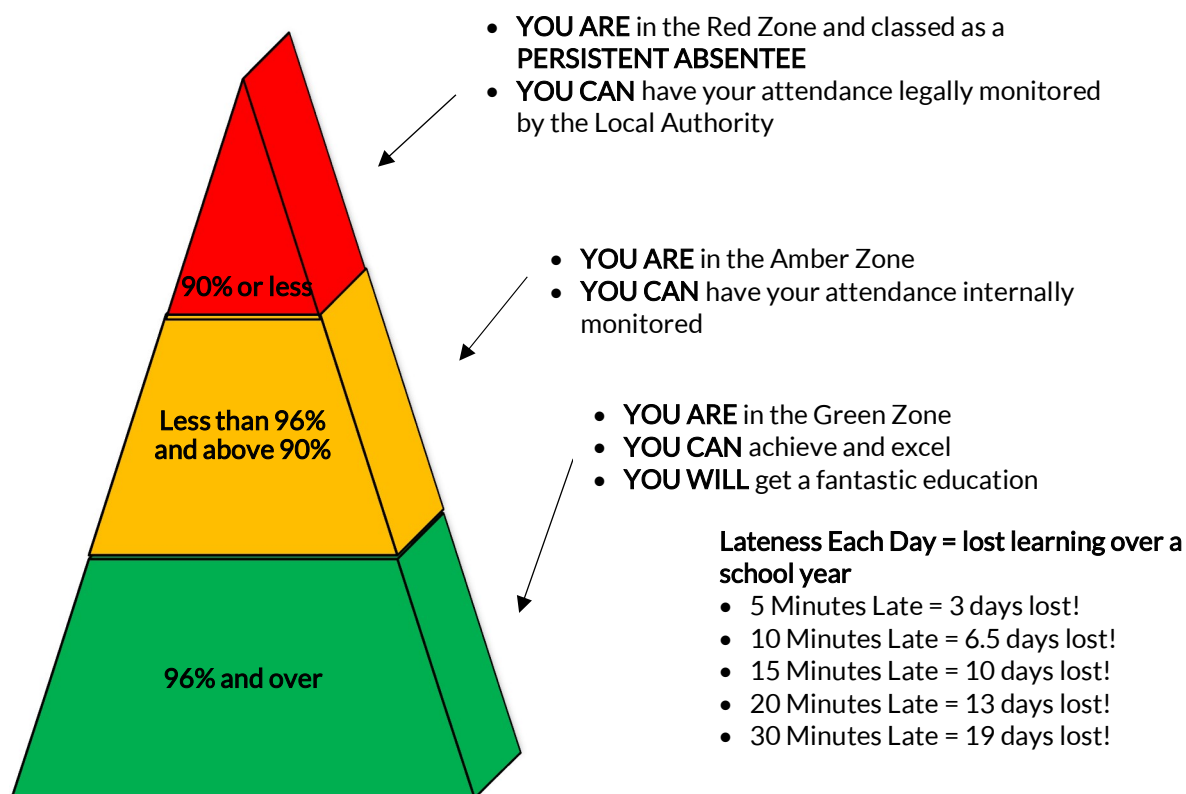 • YOU ARE in the Red Zone and classed as a
PERSISTENT ABSENTEE
• YOU CAN have your attendance legally monitored
by the Local Authority
90% or less
• YOU ARE in the Amber Zone
• YOU CAN have your attendance internally
monitored
Less than 96%
and above 90%
• YOU ARE in the Green Zone
• YOU CAN achieve and excel
• YOU WILL get a fantastic education
96% and over
Lateness Each Day = lost learning over a
school year
• 5 Minutes Late = 3 days lost!
• 10 Minutes Late = 6.5 days lost!
• 15 Minutes Late = 10 days lost!
• 20 Minutes Late = 13 days lost!
• 30 Minutes Late = 19 days lost!